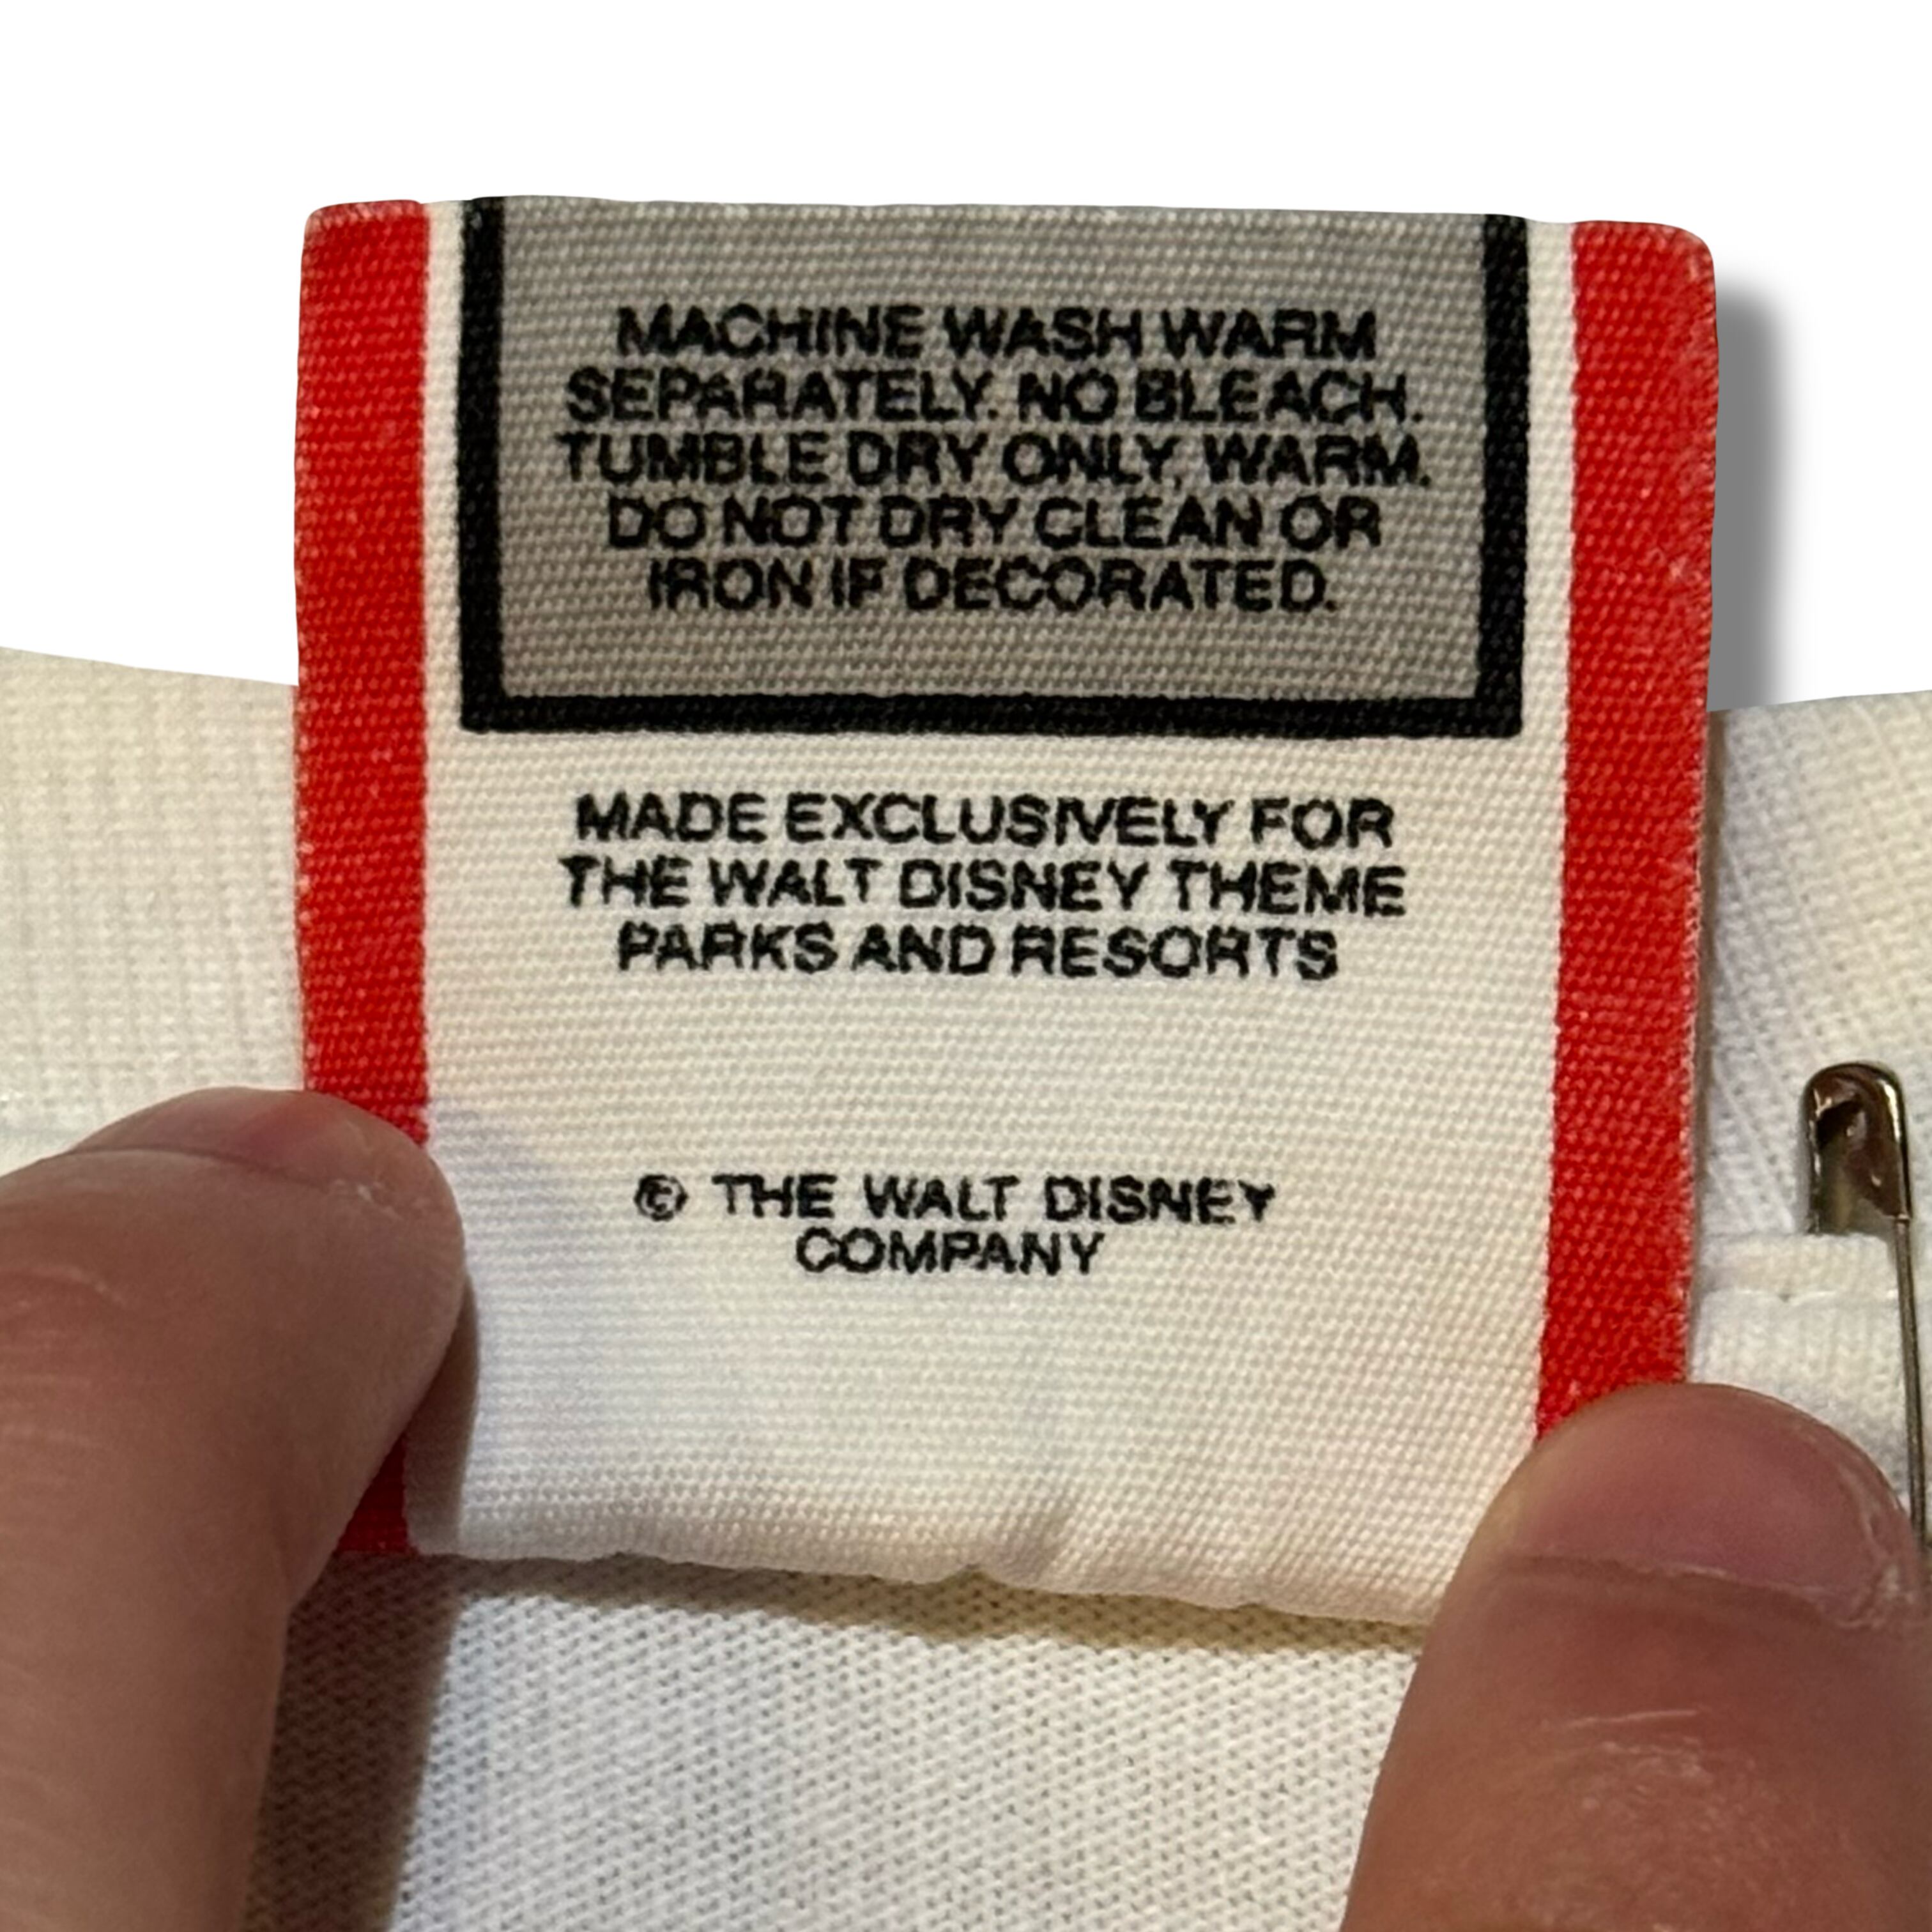 MACHINE WASH WARM
SEPARATELY. NO BLEACH.
TUMBLE DRY ONLY, WARM.
DO NOT DRY CLEAN OR
IRON IF DECORATED.
MADE EXCLUSIVELY FOR
THE WALT DISNEY THEME
PARKS AND RESORTS
© THE WALT DISNEY
COMPANY